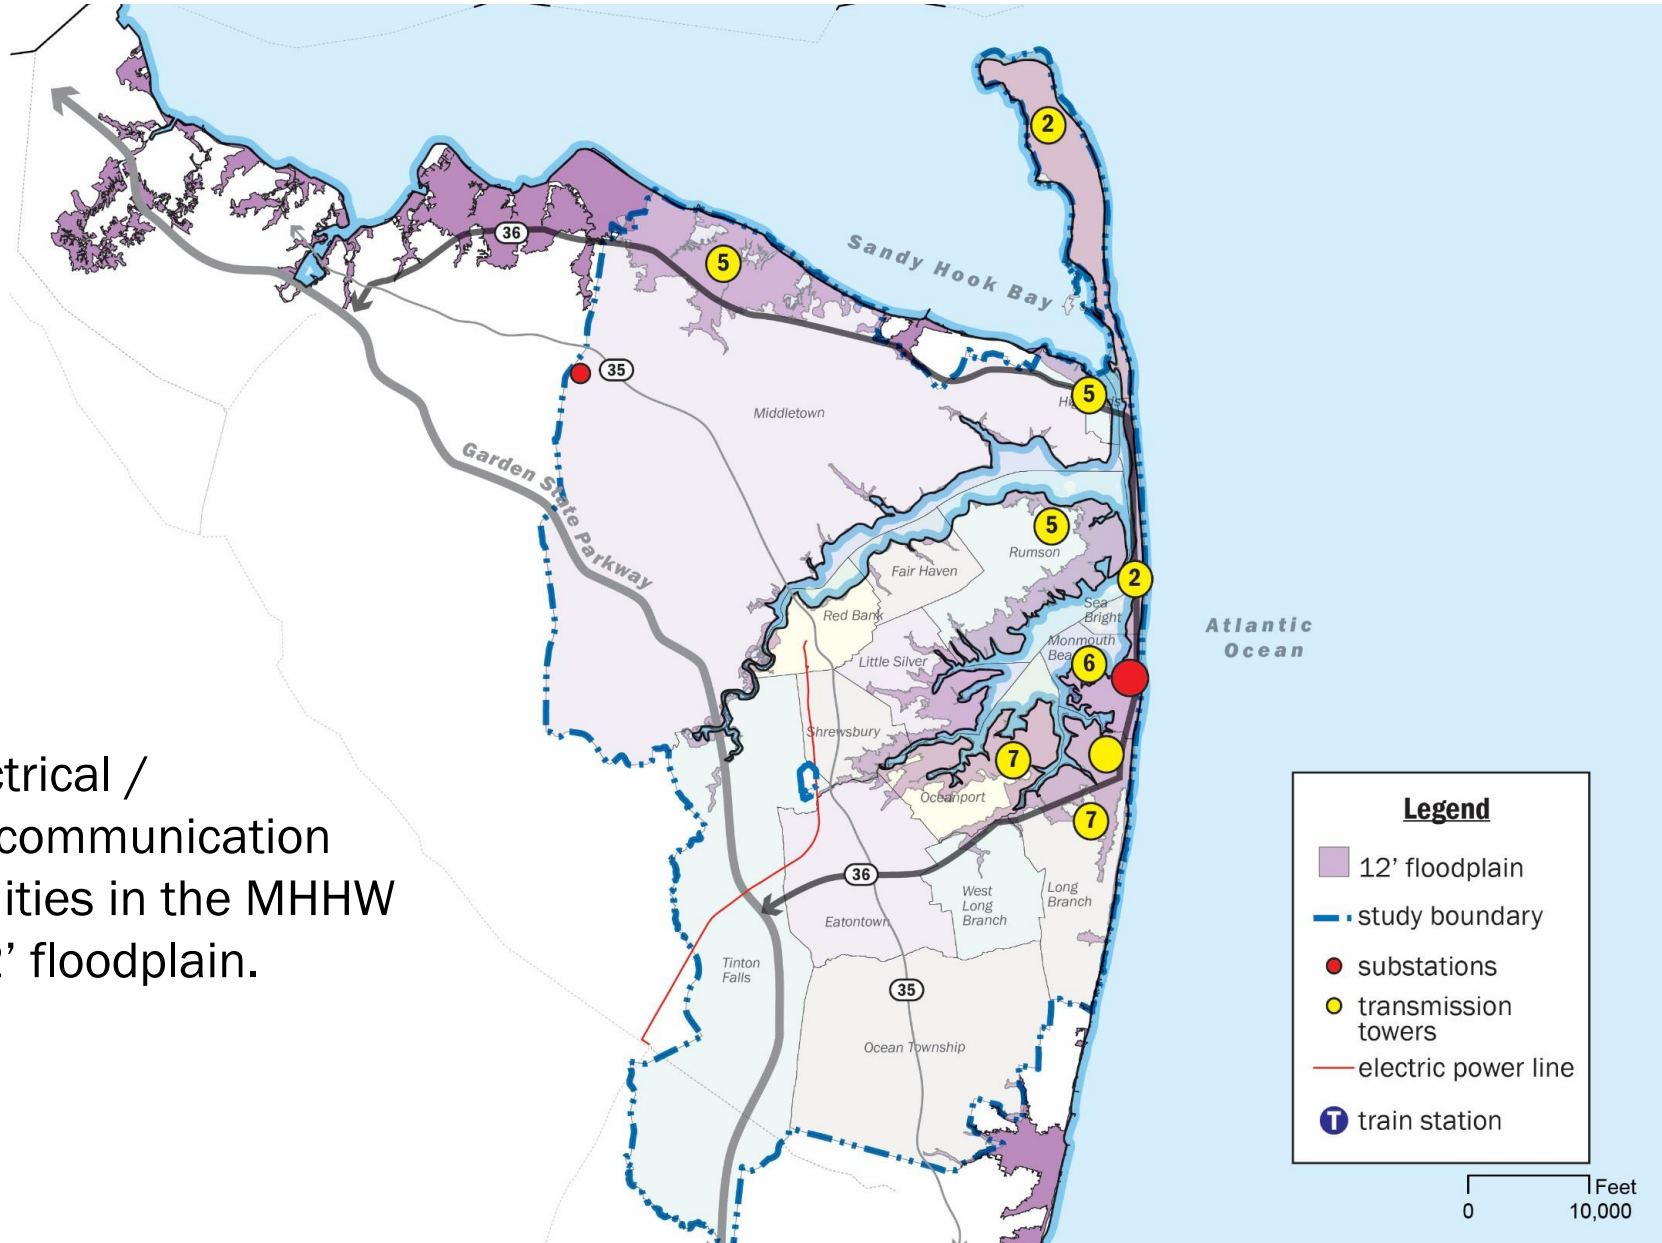 2
36
5
Sandy Hook Bay
35
5
Middletown
Garden State Parkway
5
Rumson
Fair Haven
2
Red Bank
Sea
Bright
Atlantic
Ocean
Monmouth
Little Silver
6
Shrewsbury
7
Oceanport
7
36
West
Long
Branch
Long
Branch
Eatontown
Tinton
Falls
35
Ocean Township
ctrical /
communication
ities in the MHHW
2’ floodplain.
Legend
12’ floodplain
study boundary
substations
transmission
towers
electric power line
T train station
Feet
0 10,000